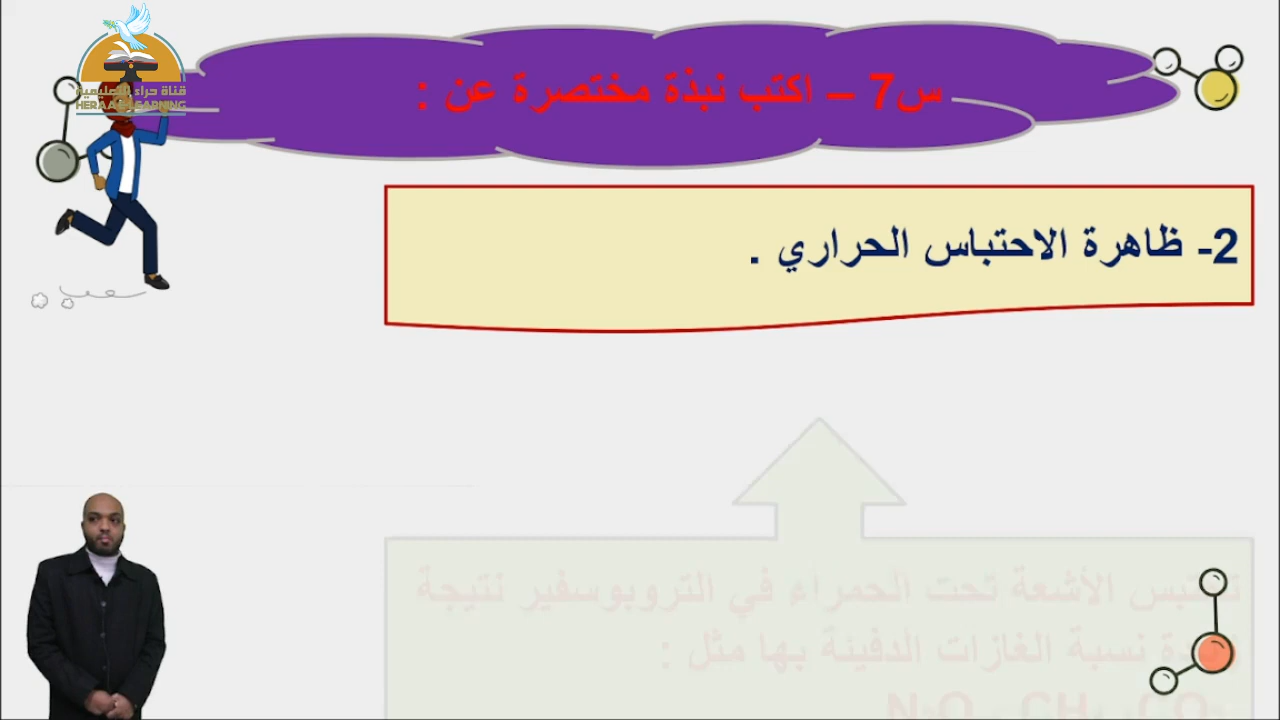 قناة حراء التعليمية
HERAA E-LEARNING
س7 – اكتب نبذة مختصرة عن :
2- ظاهرة الاحتباس الحراري .
تحتبس الأشعة تحت الحمراء في التروبوسفير نتيجة
نسبة الغازات الدفيئة بها مثل :